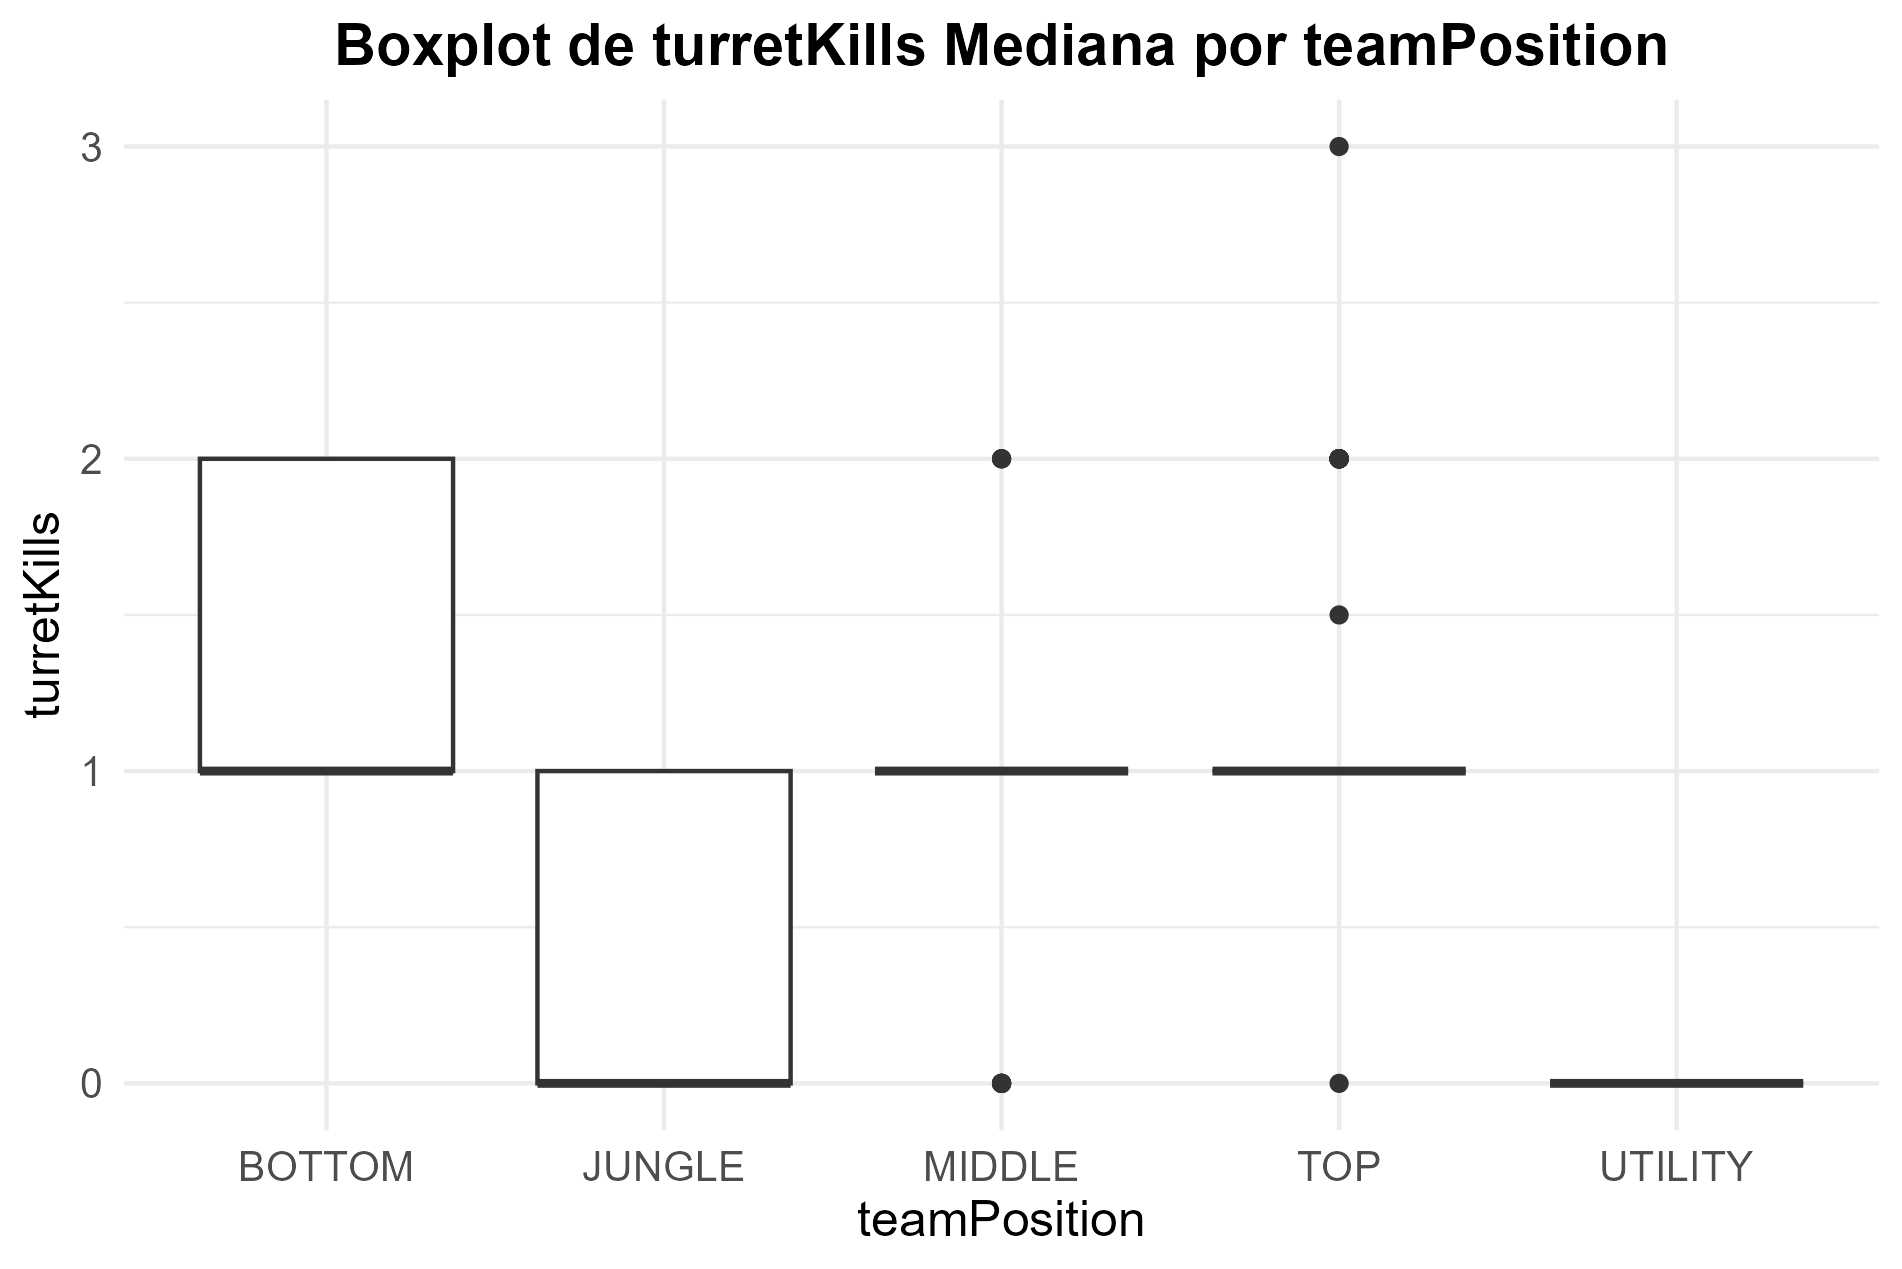 Boxplot de turretKills Mediana por teamPosition
turretKills
3
2
1
0
BOTTOM JUNGLE MIDDLE TOP UTILITY
teamPosition